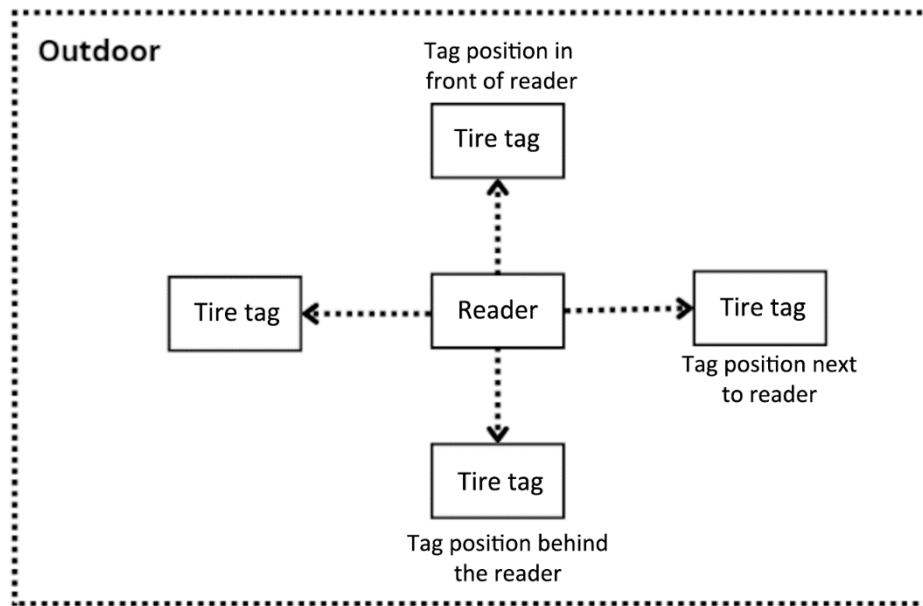 Outdoor
Tag position in
front of reader
Tire tag
Tire tag
Reader
Tire tag
Tag position next
to reader
Tire tag
Tag position behind
the reader